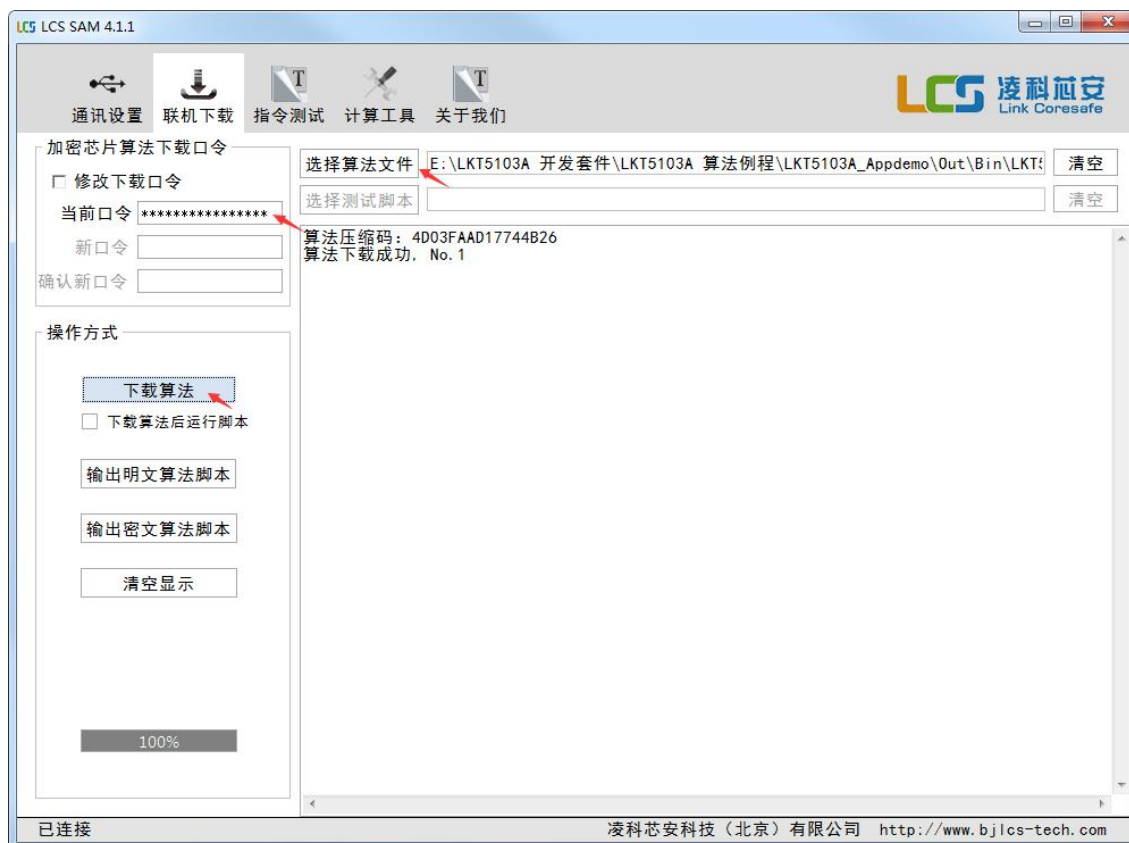 LCS LCS SAM 4.1.1
通讯设置 联机下载 指令测试 计算工具 关于我们
LCS 凌科芯安
Link Coresafe
加密芯片算法下载口令
修改下载口令
当前口令 ****************
新口令
确认新口令
选择算法文件 E:\LKT5103A 开发套件\LKT5103A 算法例程\LKT5103A_Appdemo\Out\Bin\LKT5 清空
选择测试脚本 清空
算法压缩码: 4D03FAAD17744B26
算法下载成功, No.1
操作方式
下载算法
下载算法后运行脚本
输出明文算法脚本
输出密文算法脚本
清空显示
100%
已连接 凌科芯安科技（北京）有限公司 http://www.bjlcs-tech.com